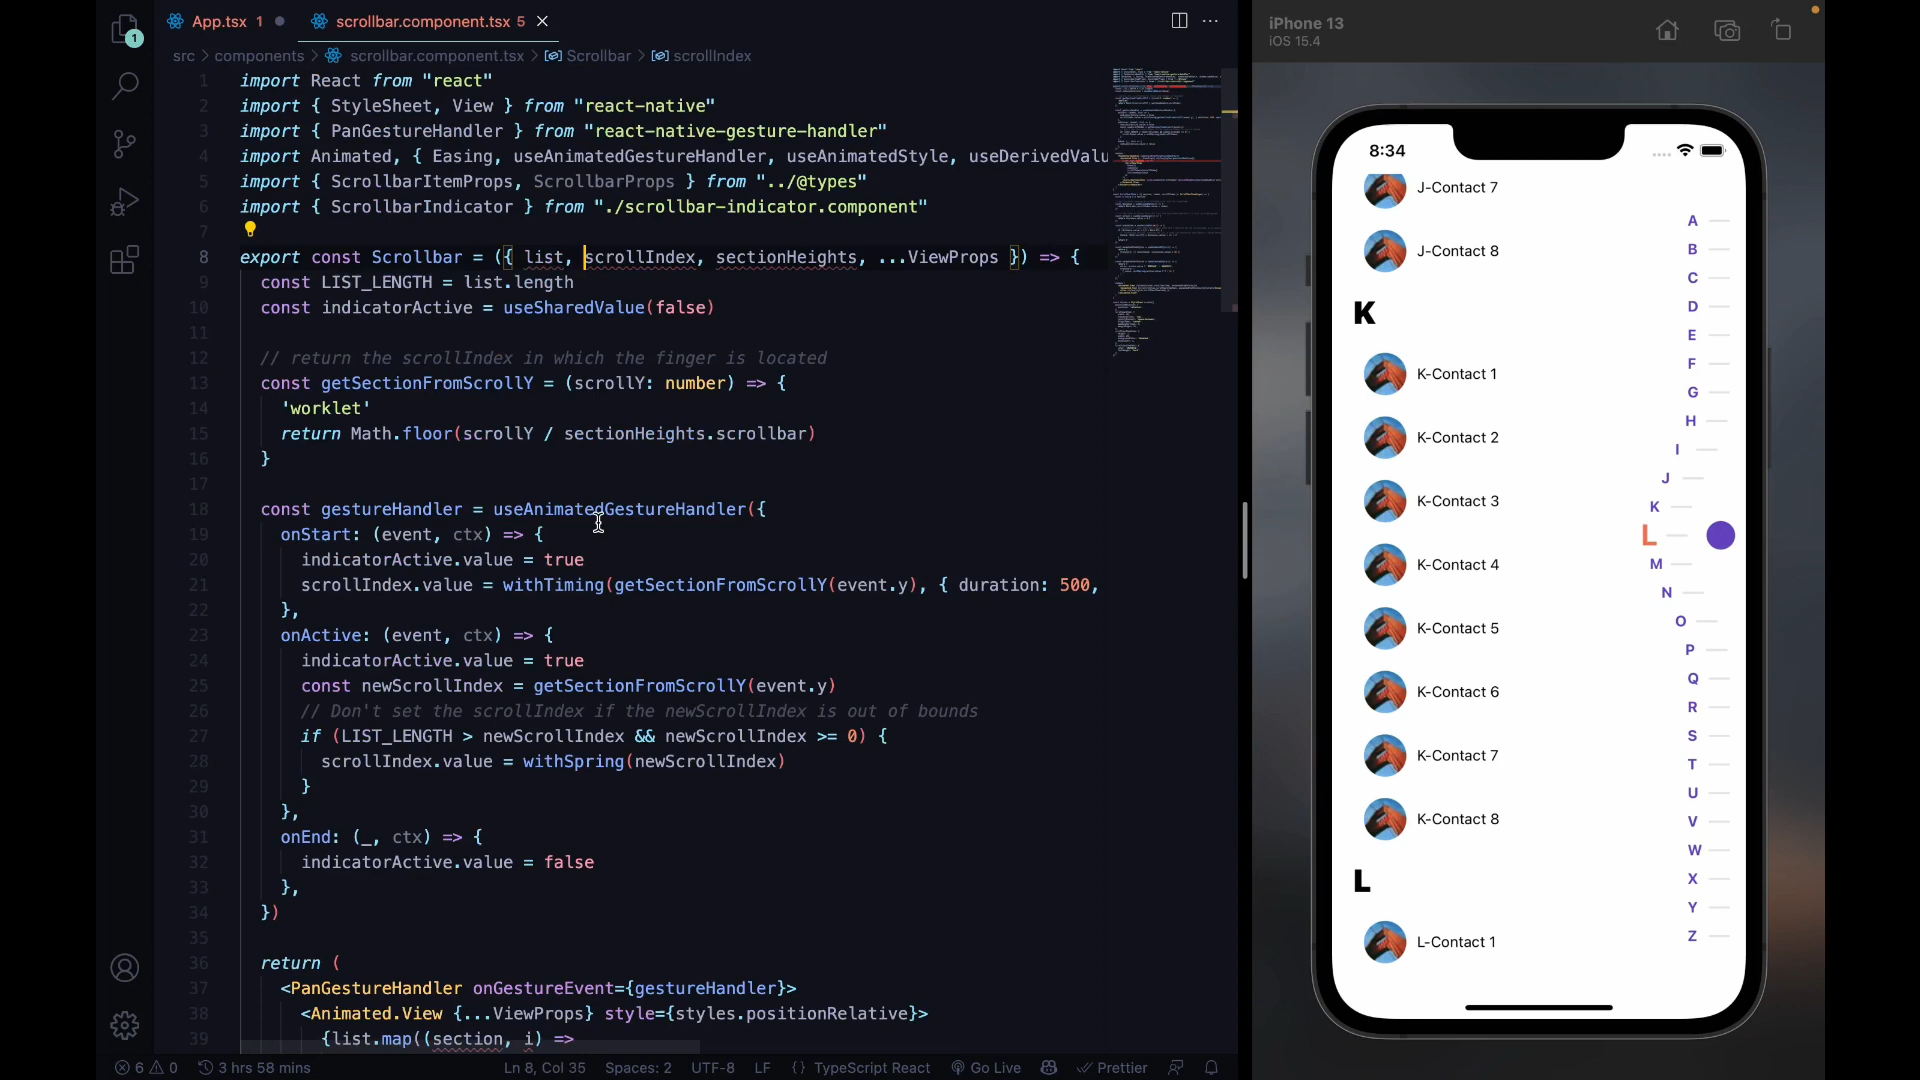 1
App.tsx 1
scrollbar.component.tsx 5
src > components > scrollbar.component.tsx > Scrollbar > scrollIndex
1 import React from "react"
2 import { StyleSheet, View } from "react-native"
3 import { PanGestureHandler } from "react-native-gesture-handler"
4 import Animated, { Easing, useAnimatedGestureHandler, useAnimatedStyle, useDerivedValu
5 import { ScrollbarItemProps, ScrollbarProps } from "../@types"
6 import { ScrollbarIndicator } from "./scrollbar-indicator.component"
7
8 export const Scrollbar = ({ list, scrollIndex, sectionHeights, ...ViewProps }) => {
9 const LIST_LENGTH = list.length
10 const indicatorActive = useSharedValue(false)
11
12 // return the scrollIndex in which the finger is located
13 const getSectionFromScrollY = (scrollY: number) => {
14 'worklet'
15 return Math.floor(scrollY / sectionHeights.scrollbar)
16 }
17
18 const gestureHandler = useAnimatedGestureHandler({
19 onStart: (event, ctx) => {
20 indicatorActive.value = true
21 scrollIndex.value = withTiming(getSectionFromScrollY(event.y), { duration: 500,
22 },
23 onActive: (event, ctx) => {
24 indicatorActive.value = true
25 const newScrollIndex = getSectionFromScrollY(event.y)
26 // Don't set the scrollIndex if the newScrollIndex is out of bounds
27 if (LIST_LENGTH > newScrollIndex && newScrollIndex >= 0) {
28 scrollIndex.value = withSpring(newScrollIndex)
29 }
30 },
31 onEnd: (_, ctx) => {
32 indicatorActive.value = false
33 },
34 })
35
36 return (
37 <PanGestureHandler onGestureEvent={gestureHandler}>
38 <Animated.View {...ViewProps} style={styles.positionRelative}>
39 {list.map((section, i) =>
6 0 3 hrs 58 mins
Ln 8, Col 35 Spaces: 2 UTF-8 LF {} TypeScript React Go Live Prettier
iPhone 13
iOS 15.4
8:34
J-Contact 7
J-Contact 8
K
K-Contact 1
K-Contact 2
K-Contact 3
K-Contact 4
K-Contact 5
K-Contact 6
K-Contact 7
K-Contact 8
L
L-Contact 1
A
B
C
D
E
F
G
H
I
J
K
L
M
N
O
P
Q
R
S
T
U
V
W
X
Y
Z